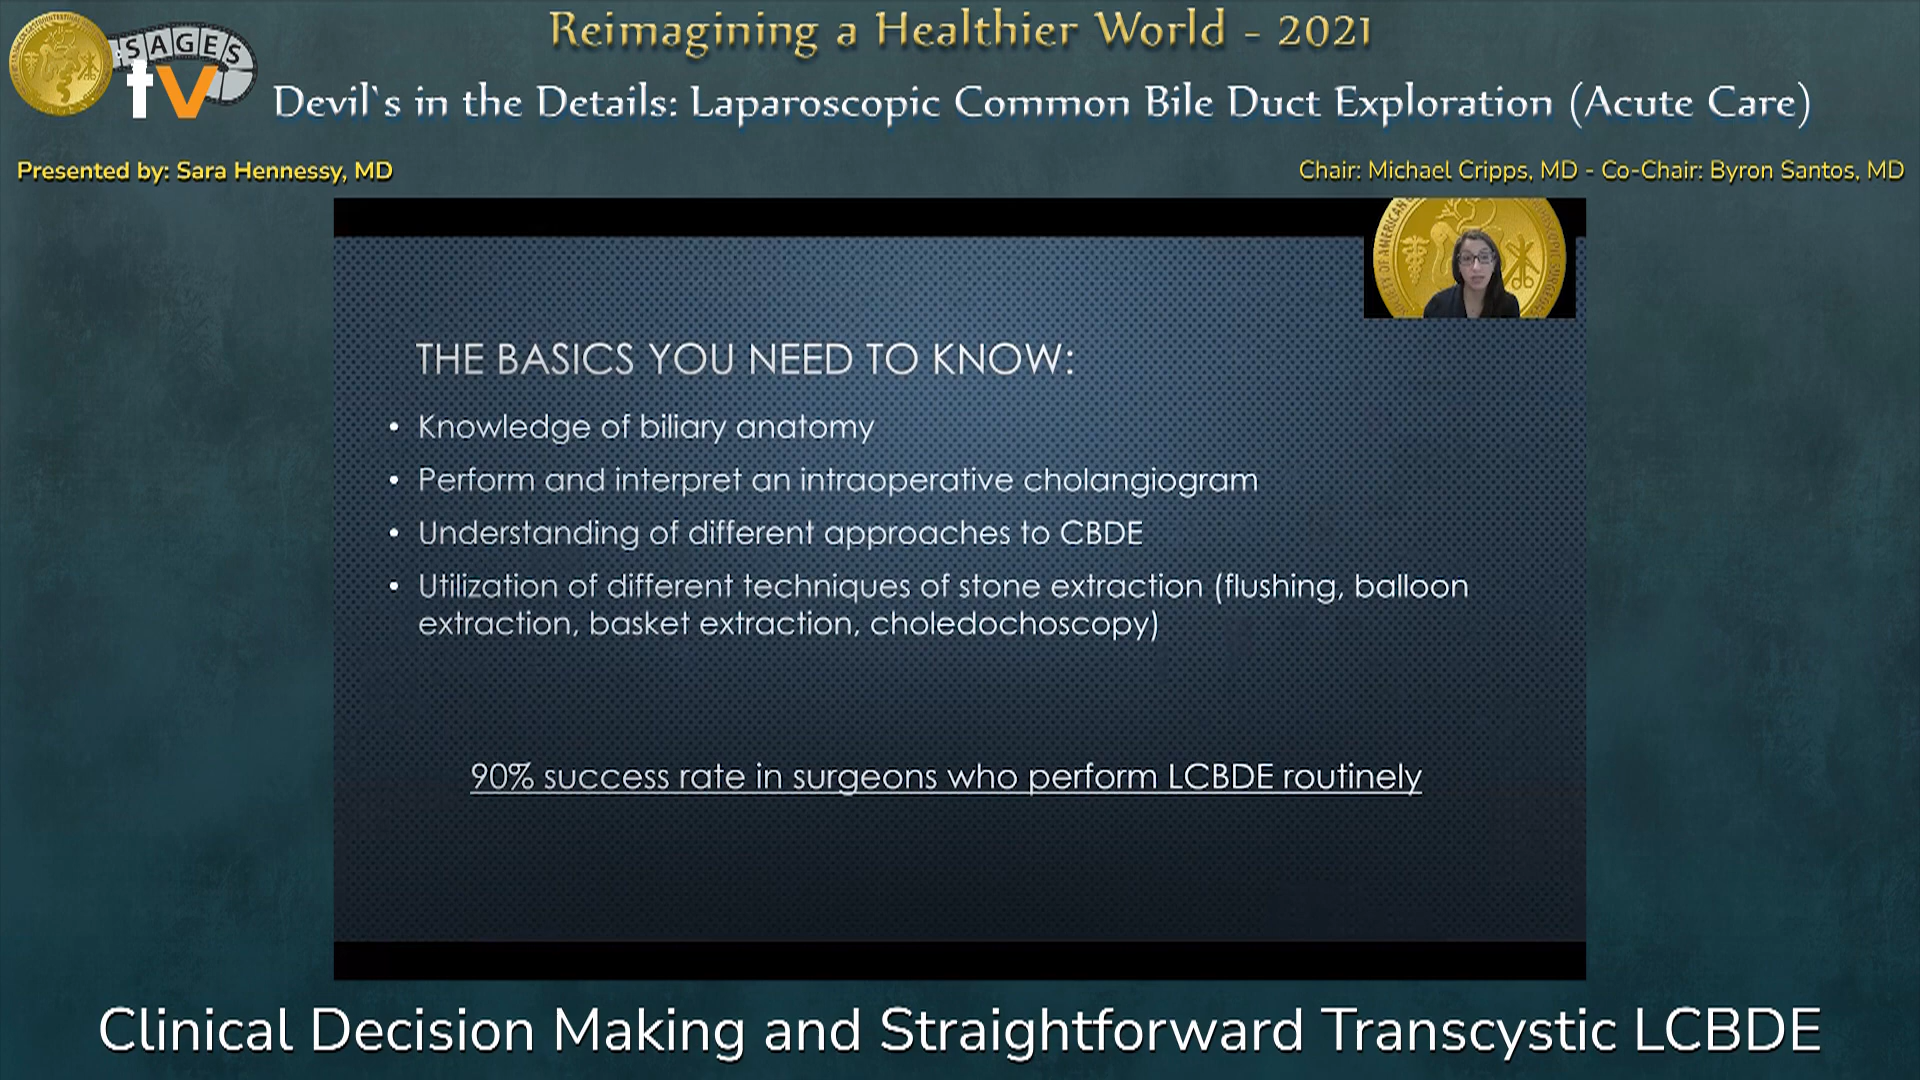 Reimagining a Healthier World - 2021
SAGES
tv
Devil`s in the Details: Laparoscopic Common Bile Duct Exploration (Acute Care)
Presented by: Sara Hennessy, MD
Chair: Michael Cripps, MD - Co-Chair: Byron Santos, MD
THE BASICS YOU NEED TO KNOW:
• Knowledge of biliary anatomy
• Perform and interpret an intraoperative cholangiogram
• Understanding of different approaches to CBDE
• Utilization of different techniques of stone extraction (flushing, balloon
extraction, basket extraction, choledochoscopy)
90% success rate in surgeons who perform LCBDE routinely
Clinical Decision Making and Straightforward Transcystic LCBDE